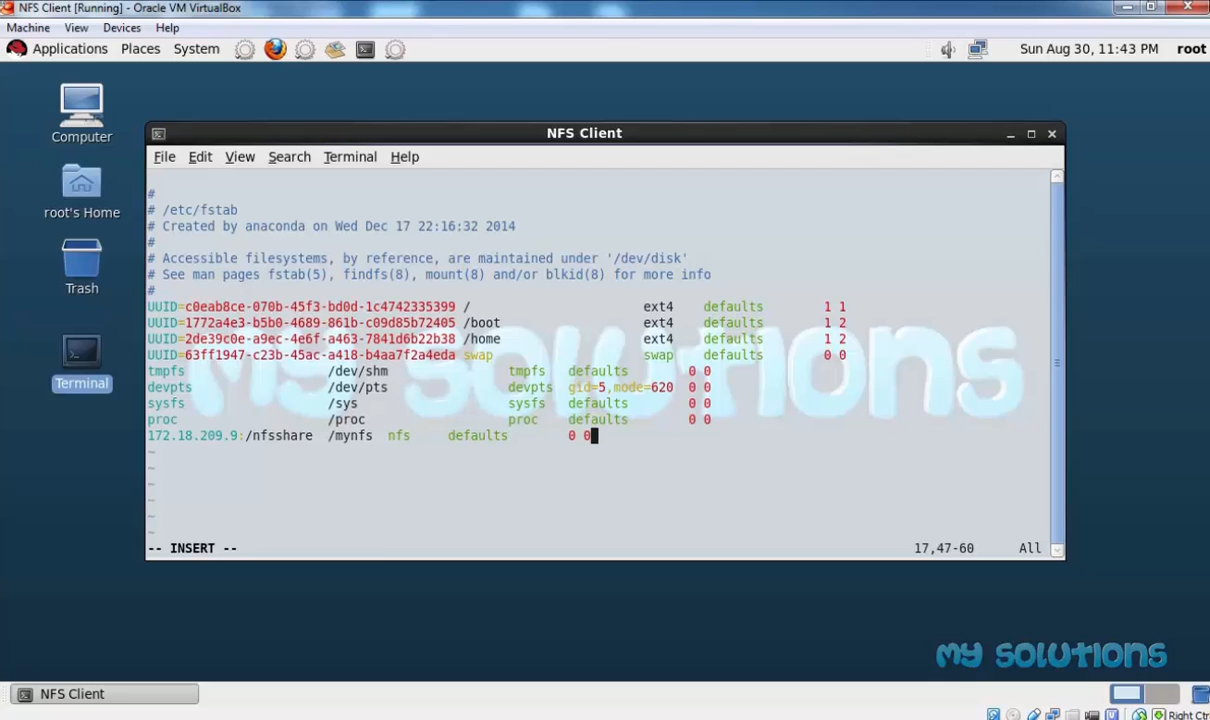 NFS Client [Running] - Oracle VM VirtualBox
Machine View Devices Help
Applications Places System Sun Aug 30, 11:43 PM root
Computer
root's Home
Trash
Terminal
NFS Client
File Edit View Search Terminal Help
#
# /etc/fstab
# Created by anaconda on Wed Dec 17 22:16:32 2014
#
# Accessible filesystems, by reference, are maintained under '/dev/disk'
# See man pages fstab(5), findfs(8), mount(8) and/or blkid(8) for more info
#
UUID=c0eab8ce-070b-45f3-bd0d-1c4742335399 / ext4 defaults 1 1
UUID=1772a4e3-b5b0-4689-861b-c09d85b72405 /boot ext4 defaults 1 2
UUID=2de39c0e-a9ec-4e6f-a463-7841d6b22b38 /home ext4 defaults 1 2
UUID=63ff1947-c23b-45ac-a418-b4aa7f2a4eda swap swap defaults 0 0
tmpfs /dev/shm tmpfs defaults 0 0
devpts /dev/pts devpts gid=5,mode=620 0 0
sysfs /sys sysfs defaults 0 0
proc /proc proc defaults 0 0
172.18.209.9:/nfsshare /mynfs nfs defaults 0 0
~
~
~
~
~
~
-- INSERT -- 17,47-60 All
my solutions
my solutions
NFS Client
Right Ctrl